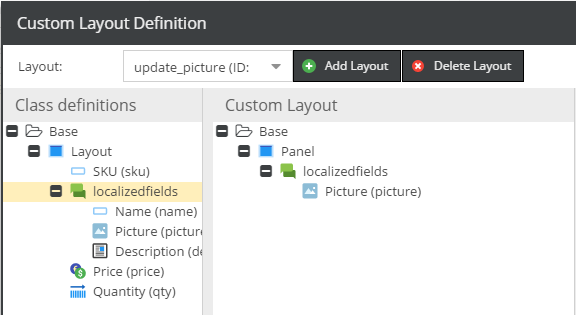 Custom Layout Definition
Layout: update_picture (ID: Add Layout Delete Layout
Class definitions
Base
Layout
SKU (sku)
localizedfields
Name (name)
Picture (picture
Description (de
Price (price)
Quantity (qty)
Custom Layout
Base
Panel
localizedfields
Picture (picture)